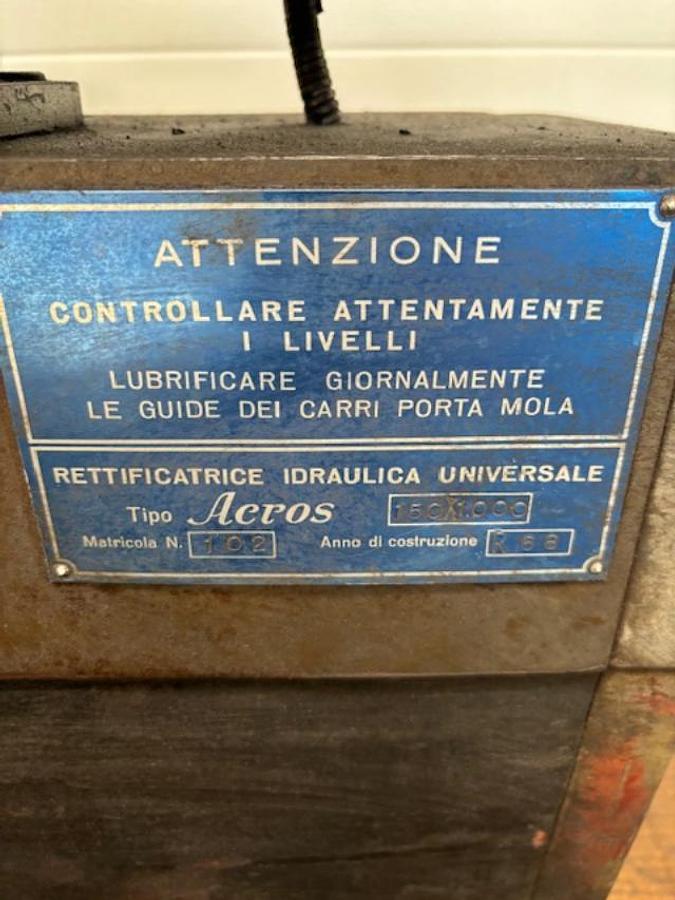 ATTENZIONE
CONTROLLARE ATTENTAMENTE
I LIVELLI
LUBRIFICARE GIORNALMENTE
LE GUIDE DEI CARRI PORTA MOLA
RETTIFICATRICE IDRAULICA UNIVERSALE
Tipo Acros 150X1000
Matricola N. 102 Anno di costruzione R 68